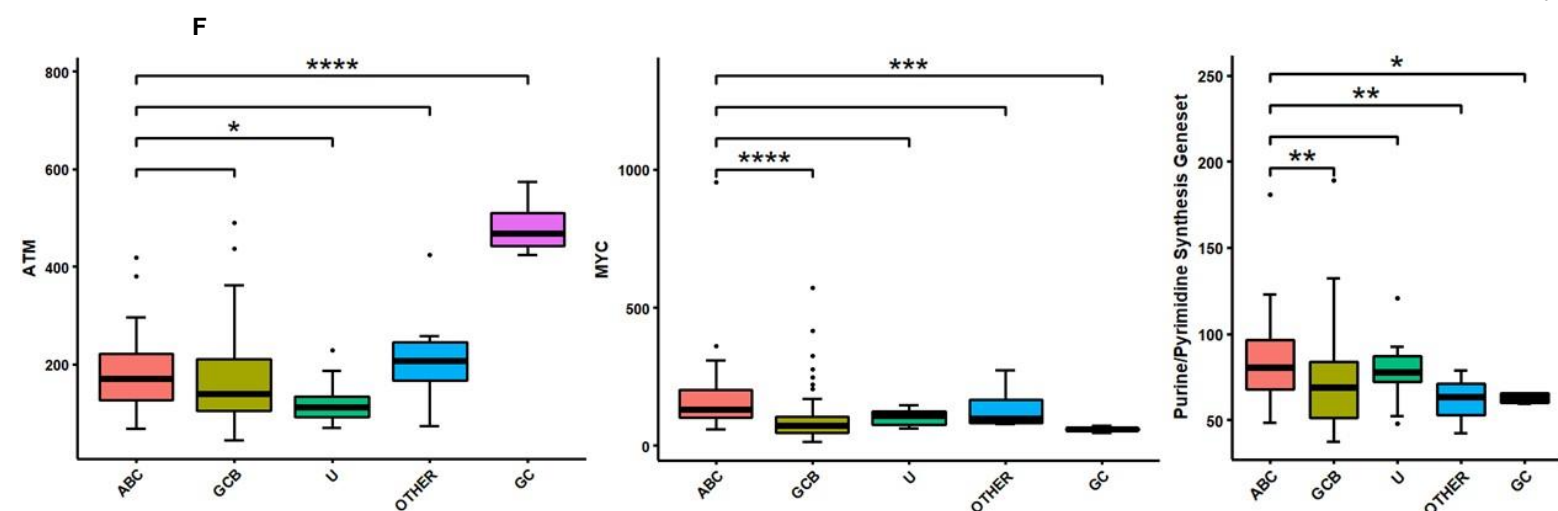 F
ATM
800
600
400
200
****
*
ABC
GCB
U
OTHER
GC
MYC
1000
500
0
***
****
ABC
GCB
U
OTHER
GC
Purine/Pyrimidine Synthesis Geneset
250
200
150
100
50
*
**
**
ABC
GCB
U
OTHER
GC